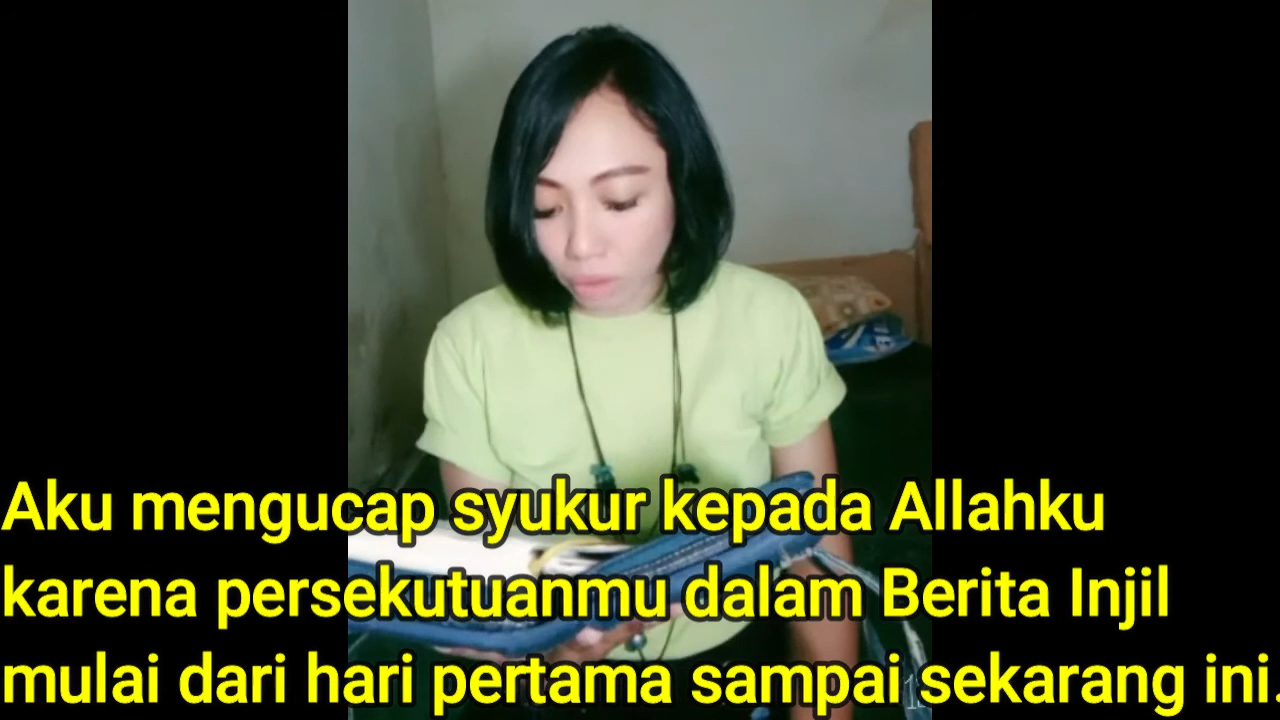 Aku mengucap syukur kepada Allahku
karena persekutuanmu dalam Berita Injil
mulai dari hari pertama sampai sekarang ini.